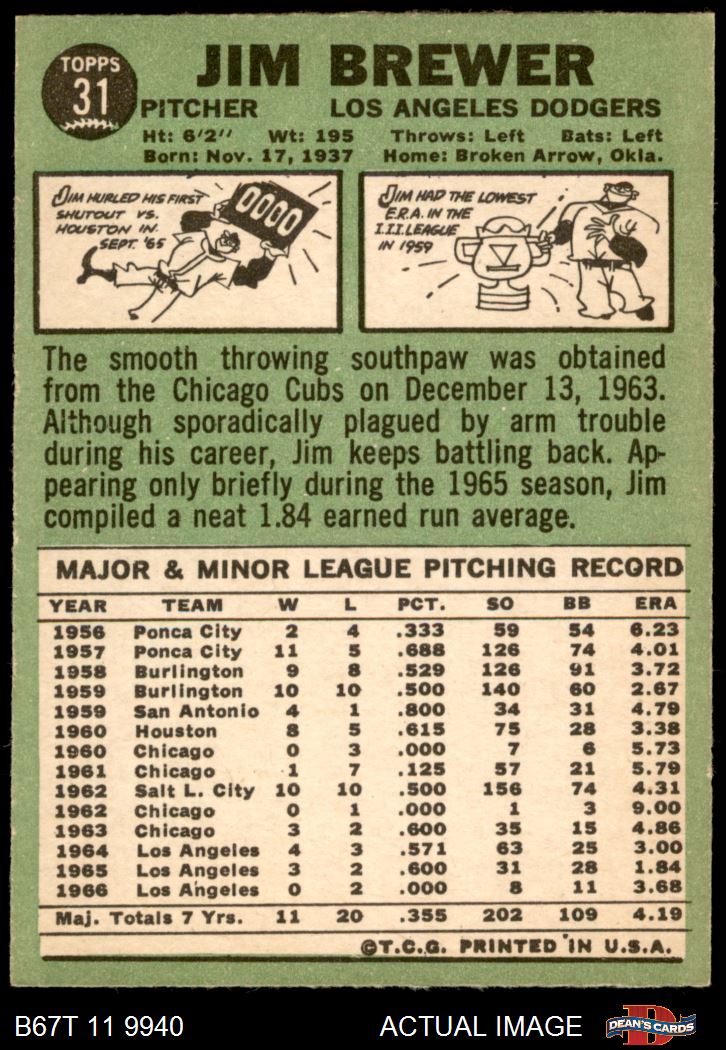 TOPPS
31
JIM BREWER
PITCHER LOS ANGELES DODGERS
Ht: 6'2" Wt: 195 Throws: Left Bats: Left
Born: Nov. 17, 1937 Home: Broken Arrow, Okla.
JIM HURLED HIS FIRST
SHUTOUT VS.
HOUSTON IN
SEPT. '65
0000
JIM HAD THE LOWEST
E.R.A. IN THE
I.I.I. LEAGUE
IN 1959
The smooth throwing southpaw was obtained
from the Chicago Cubs on December 13, 1963.
Although sporadically plagued by arm trouble
during his career, Jim keeps battling back. Ap-
pearing only briefly during the 1965 season, Jim
compiled a neat 1.84 earned run average.
MAJOR & MINOR LEAGUE PITCHING RECORD
YEAR TEAM W L PCT. SO BB ERA
1956 Ponca City 2 4 .333 59 54 6.23
1957 Ponca City 11 5 .688 126 74 4.01
1958 Burlington 9 8 .529 126 91 3.72
1959 Burlington 10 10 .500 140 60 2.67
1959 San Antonio 4 1 .800 34 31 4.79
1960 Houston 8 5 .615 75 28 3.38
1960 Chicago 0 3 .000 7 6 5.73
1961 Chicago 1 7 .125 57 21 5.79
1962 Salt L. City 10 10 .500 156 74 4.31
1962 Chicago 0 1 .000 1 3 9.00
1963 Chicago 3 2 .600 35 15 4.86
1964 Los Angeles 4 3 .571 63 25 3.00
1965 Los Angeles 3 2 .600 31 28 1.84
1966 Los Angeles 0 2 .000 8 11 3.68
Maj. Totals 7 Yrs. 11 20 .355 202 109 4.19
©T.C.G. PRINTED IN U.S.A.
B67T 11 9940 ACTUAL IMAGE
D
DEAN'S CARDS